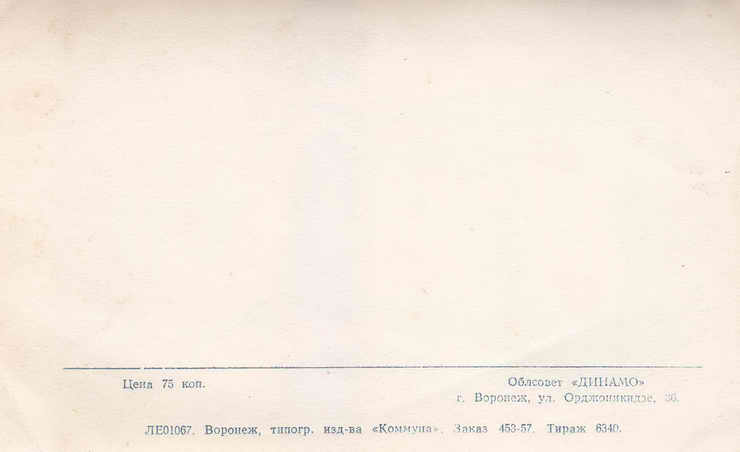 Цена 75 коп.
Облсовет «ДИНАМО»
г. Воронеж, ул. Орджоникидзе, 36.
ЛЕ01067. Воронеж, типогр. изд-ва «Коммуна». Заказ 453-57. Тираж 6340.